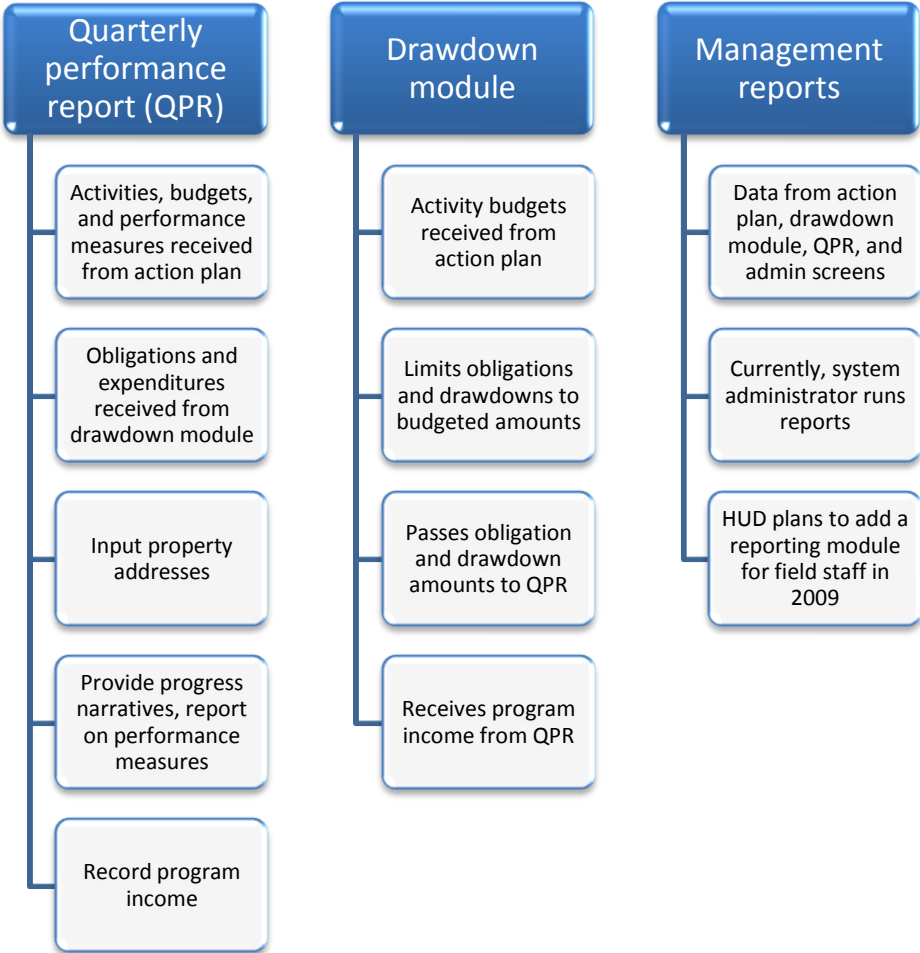 Quarterly
performance
report (QPR)
Activities, budgets,
and performance
measures received
from action plan
Obligations and
expenditures
received from
drawdown module
Input property
addresses
Provide progress
narratives, report
on performance
measures
Record program
income
Drawdown
module
Activity budgets
received from
action plan
Limits obligations
and drawdowns to
budgeted amounts
Passes obligation
and drawdown
amounts to QPR
Receives program
income from QPR
Management
reports
Data from action
plan, drawdown
module, QPR, and
admin screens
Currently, system
administrator runs
reports
HUD plans to add a
reporting module
for field staff in
2009